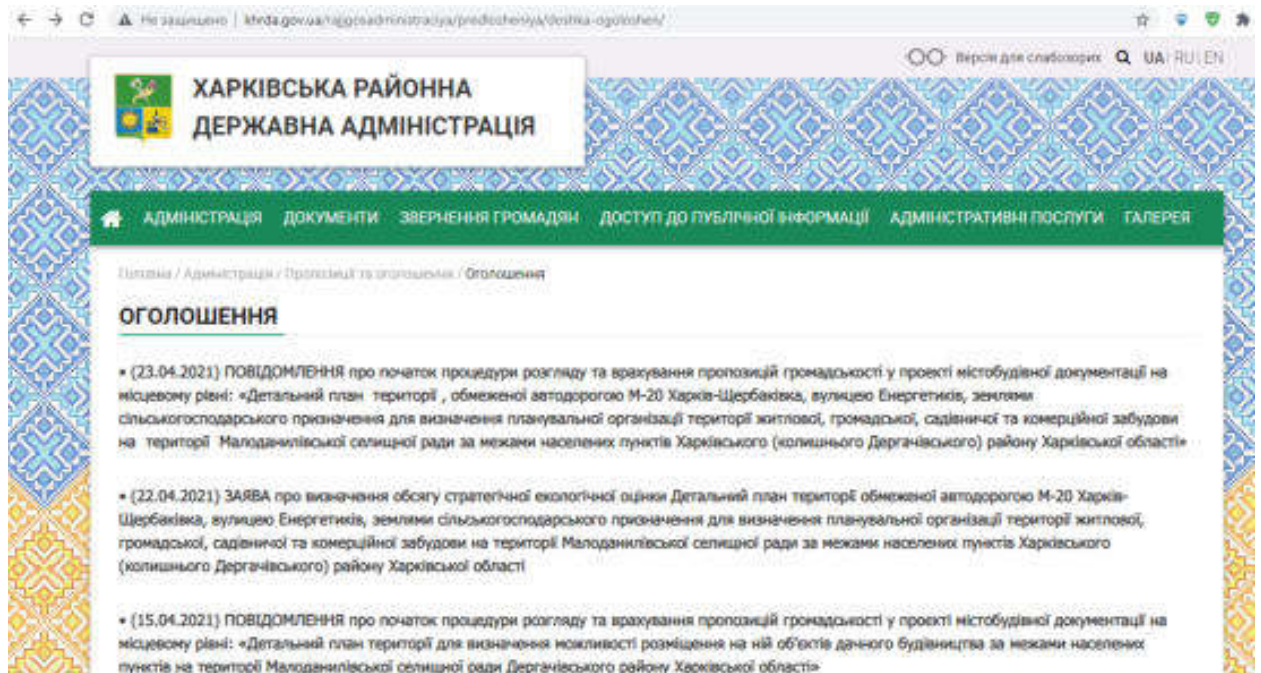 Не защищено | khrda.gov.ua/rajgosadministraciya/predlozheniya/doshka-ogoloshen/
Версія для слабозорих UA RU EN
ХАРКІВСЬКА РАЙОННА
ДЕРЖАВНА АДМІНІСТРАЦІЯ
АДМІНІСТРАЦІЯ ДОКУМЕНТИ ЗВЕРНЕННЯ ГРОМАДЯН ДОСТУП ДО ПУБЛІЧНОЇ ІНФОРМАЦІЇ АДМІНІСТРАТИВНІ ПОСЛУГИ ГАЛЕРЕЯ
Головна / Адміністрація / Пропозиції та оголошення / Оголошення
ОГОЛОШЕННЯ
• (23.04.2021) ПОВІДОМЛЕННЯ про початок процедури розгляду та врахування пропозицій громадськості у проекті містобудівної документації на
місцевому рівні: «Детальний план території , обмеженої автодорогою М-20 Харків-Щербаківка, вулицею Енергетиків, землями
сільськогосподарського призначення для визначення планувальної організації території житлової, громадської, садівничої та комерційної забудови
на території Малоданилівської селищної ради за межами населених пунктів Харківського (колишнього Дергачівського) району Харківської області»
• (22.04.2021) ЗАЯВА про визначення обсягу стратегічної екологічної оцінки Детальний план території обмеженої автодорогою М-20 Харків-
Щербаківка, вулицею Енергетиків, землями сільськогосподарського призначення для визначення планувальної організації території житлової,
громадської, садівничої та комерційної забудови на території Малоданилівської селищної ради за межами населених пунктів Харківського
(колишнього Дергачівського) району Харківської області
• (15.04.2021) ПОВІДОМЛЕННЯ про початок процедури розгляду та врахування пропозицій громадськості у проекті містобудівної документації на
місцевому рівні: «Детальний план території для визначення можливості розміщення на ній об'єктів дачного будівництва за межами населених
пунктів на території Малоданилівської селищної ради Дергачівського району Харківської області»